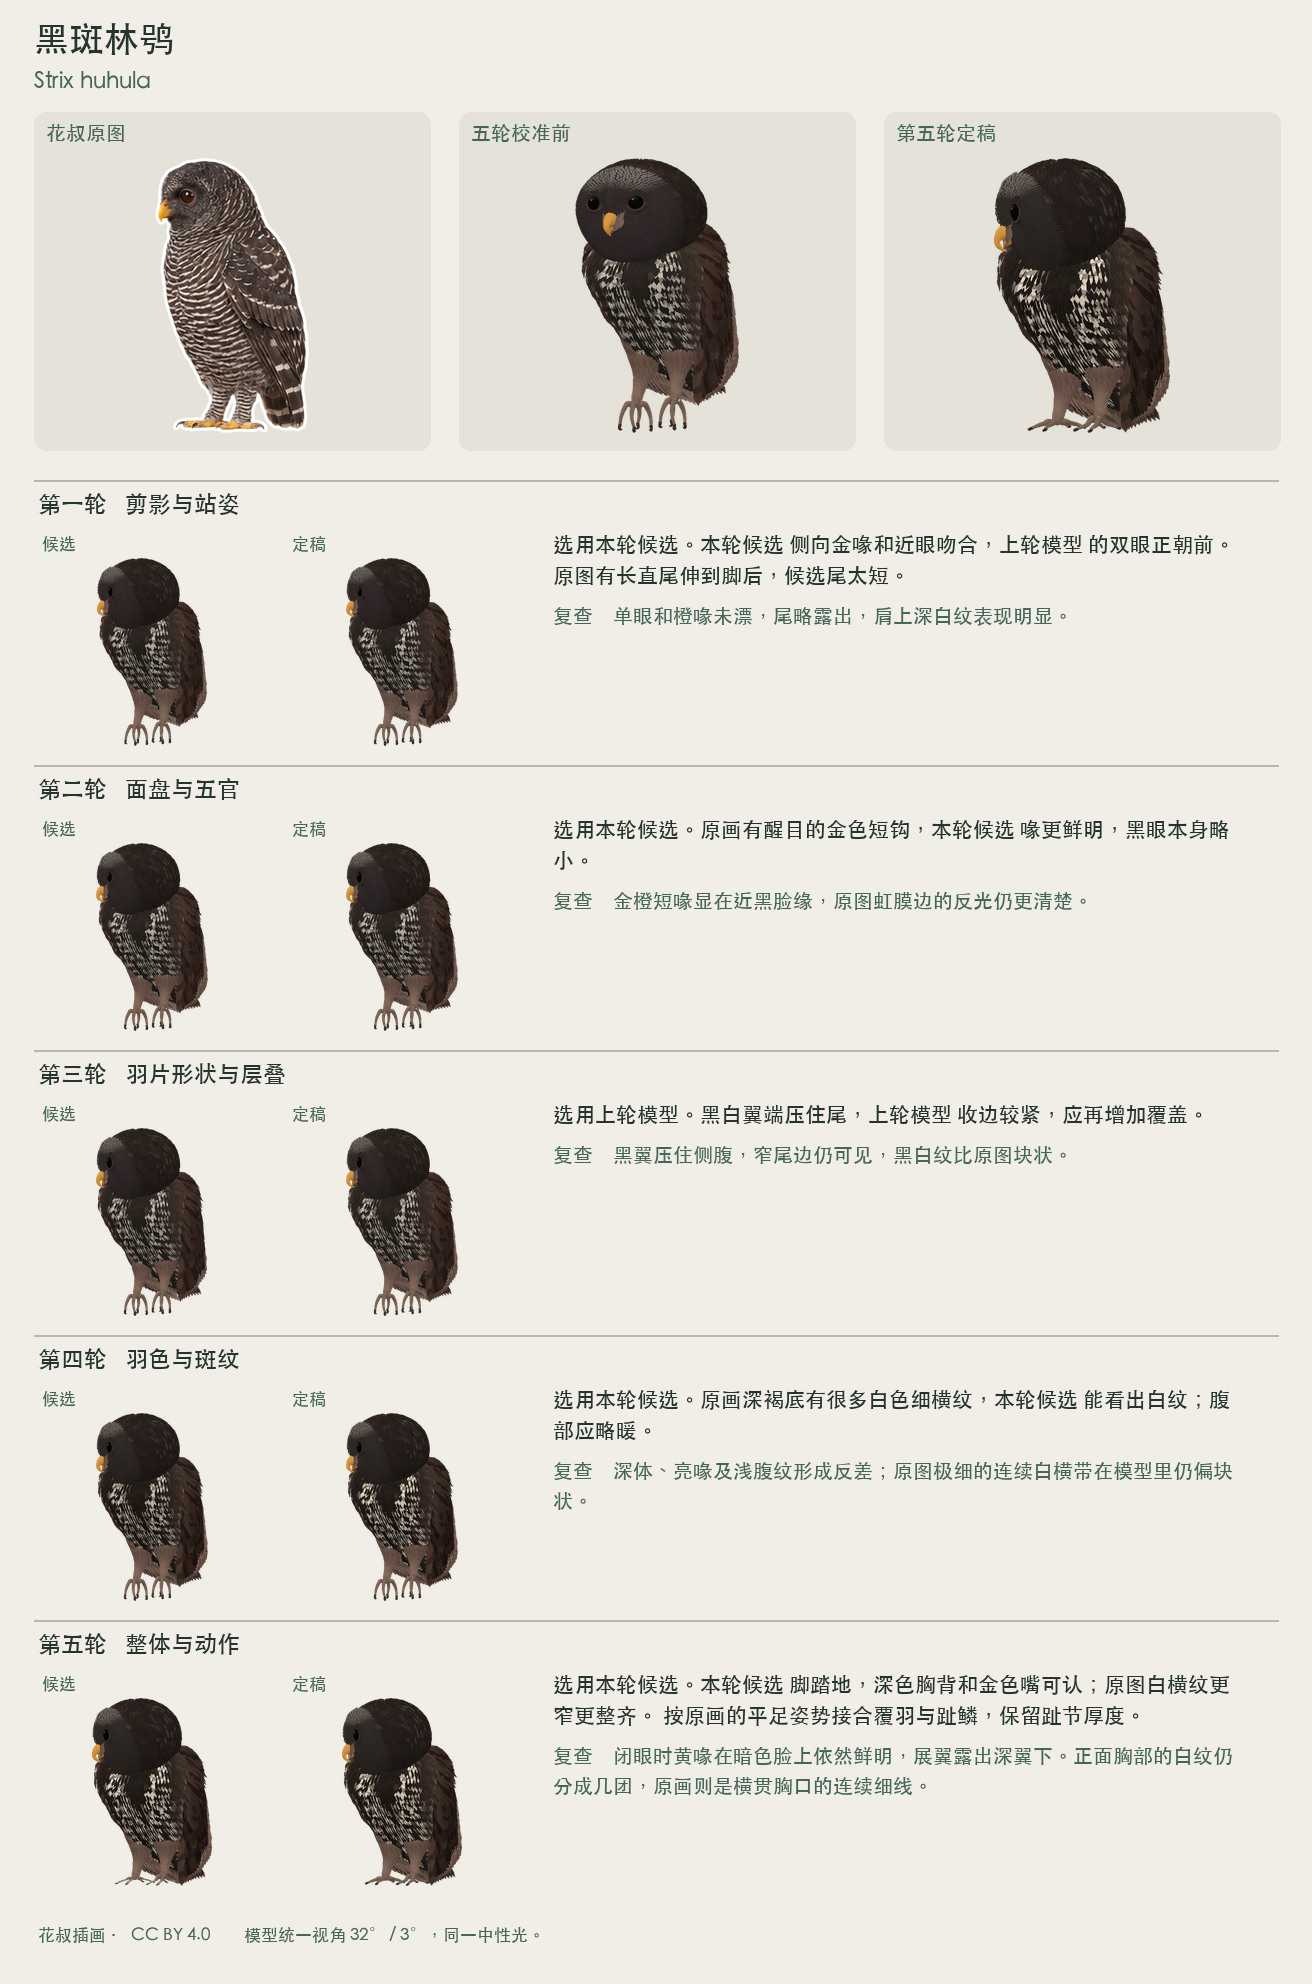 黑斑林鸮
Strix huhula
花叔原图
五轮校准前
第五轮定稿
第一轮 剪影与站姿
候选
定稿
选用本轮候选。本轮候选 侧向金喙和近眼吻合，上轮模型 的双眼正朝前。
原图有长直尾伸到脚后，候选尾太短。
复查 单眼和橙喙未漂，尾略露出，肩上深白纹表现明显。
第二轮 面盘与五官
候选
定稿
选用本轮候选。原画有醒目的金色短钩，本轮候选 喙更鲜明，黑眼本身略
小。
复查 金橙短喙显在近黑脸缘，原图虹膜边的反光仍更清楚。
第三轮 羽片形状与层叠
候选
定稿
选用上轮模型。黑白翼端压住尾，上轮模型 收边较紧，应再增加覆盖。
复查 黑翼压住侧腹，窄尾边仍可见，黑白纹比原图块状。
第四轮 羽色与斑纹
候选
定稿
选用本轮候选。原画深褐底有很多白色细横纹，本轮候选 能看出白纹；腹
部应略暖。
复查 深体、亮喙及浅腹纹形成反差；原图极细的连续白横带在模型里仍偏块
状。
第五轮 整体与动作
候选
定稿
选用本轮候选。本轮候选 脚踏地，深色胸背和金色嘴可认；原图白横纹更
窄更整齐。 按原画的平足姿势接合覆羽与趾鳞，保留趾节厚度。
复查 闭眼时黄喙在暗色脸上依然鲜明，展翼露出深翼下。正面胸部的白纹仍
分成几团，原画则是横贯胸口的连续细线。
花叔插画 · CC BY 4.0 模型统一视角 32° / 3° ，同一中性光。